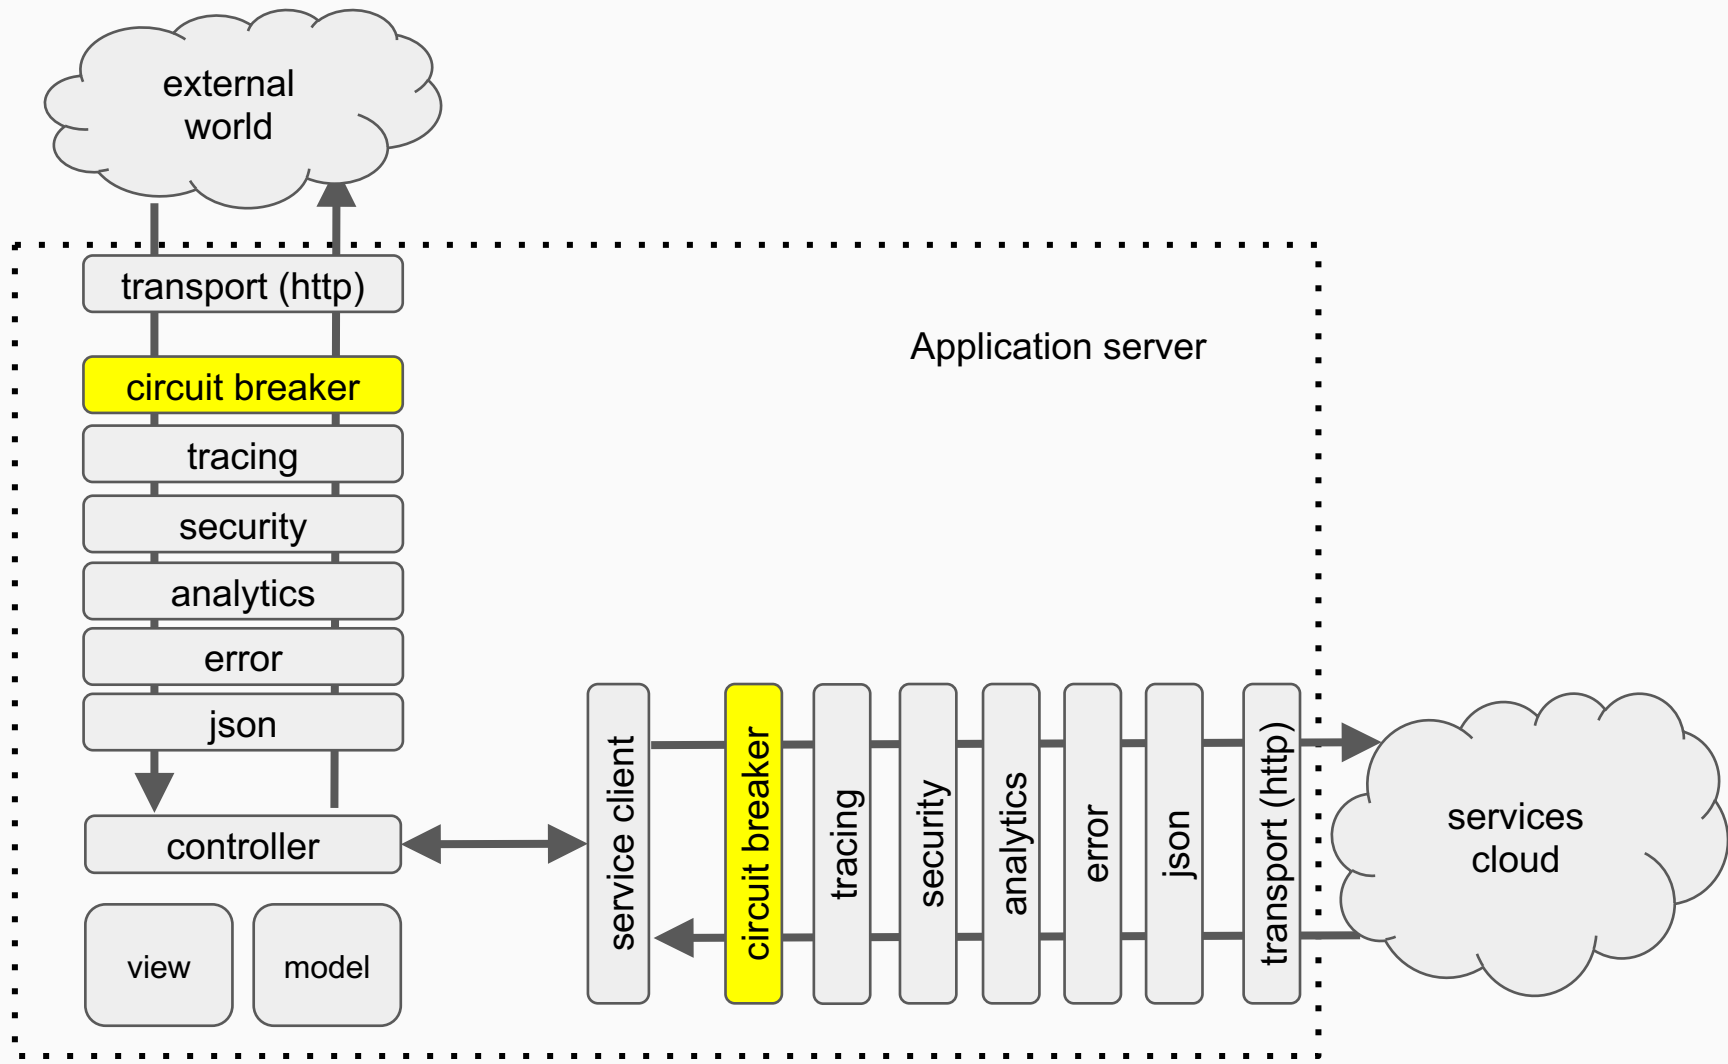 external
world
transport (http)
Application server
circuit breaker
tracing
security
analytics
error
json
controller
view
model
service client
circuit breaker
tracing
security
analytics
error
json
transport (http)
services
cloud